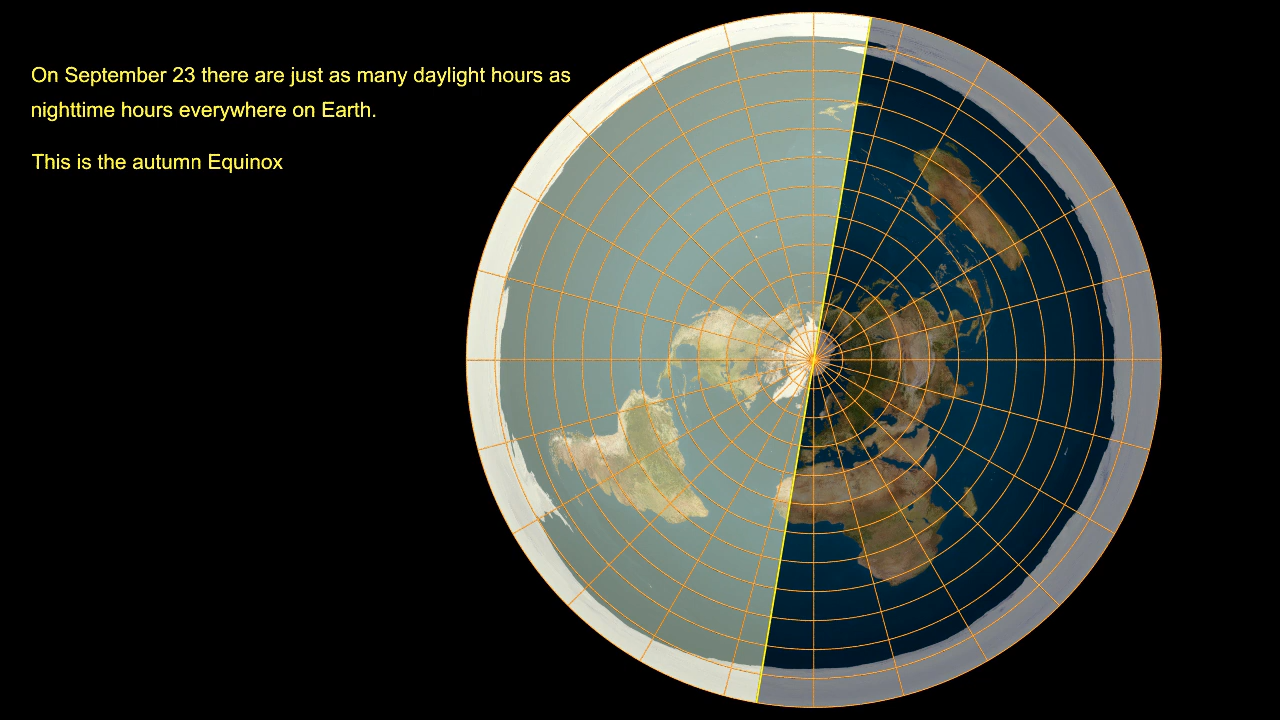 On September 23 there are just as many daylight hours as
nighttime hours everywhere on Earth.
This is the autumn Equinox